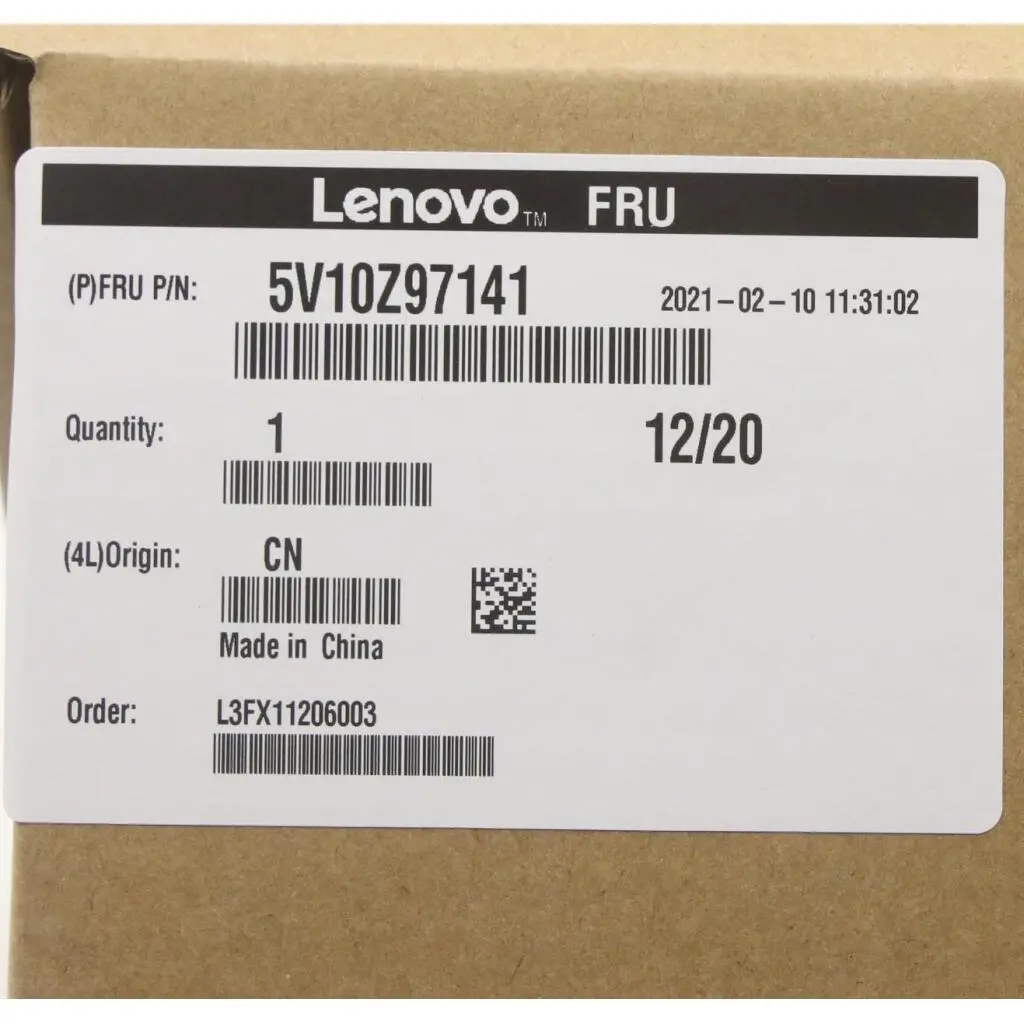 Lenovo™ FRU
(P)FRU P/N: 5V10Z97141 2021-02-10 11:31:02
Quantity: 1 12/20
(4L)Origin: CN
Made in China
Order: L3FX11206003